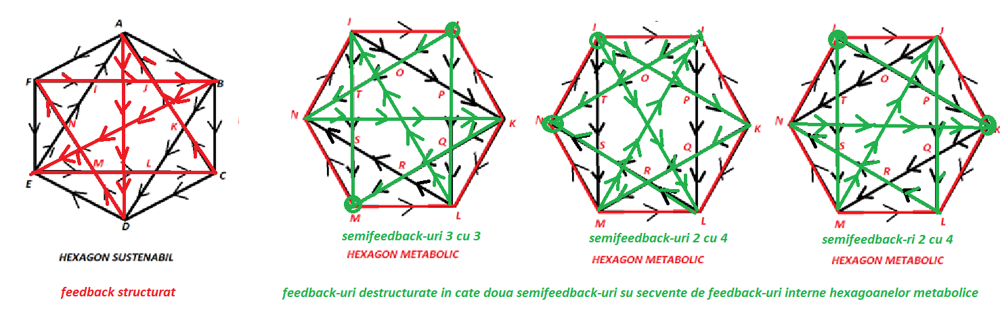 A
F
B
I
J
N
K
M
L
E
C
D
HEXAGON SUSTENABIL
feedback structurat
I
O
T
P
N
K
S
Q
R
M
L
semifeedback-uri 3 cu 3
HEXAGON METABOLIC
I
J
O
T
P
N
K
S
Q
R
M
L
semifeedback-uri 2 cu 4
HEXAGON METABOLIC
I
J
O
T
P
N
K
S
Q
R
M
L
semifeedback-ri 2 cu 4
HEXAGON METABOLIC
feedback-uri destructurate in cate doua semifeedback-uri su secvente de feedback-uri interne hexagoanelor metabolice